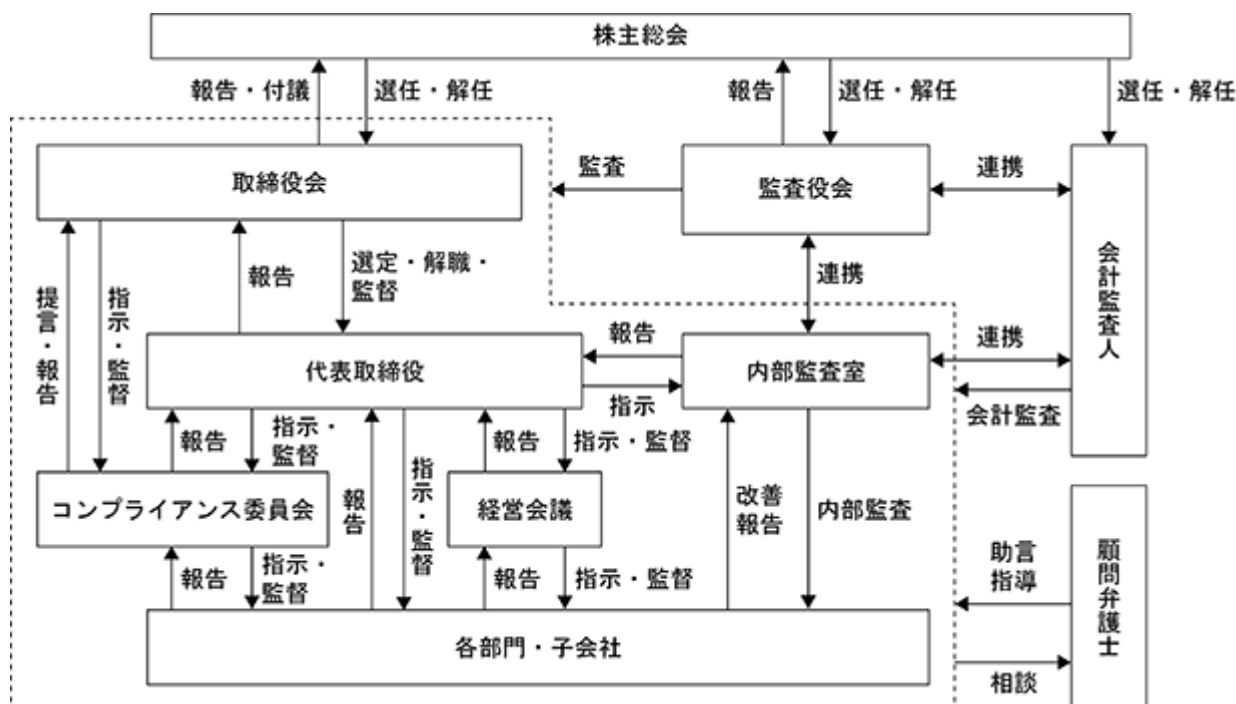 株主総会
報告・付議
選任・解任
報告
選任・解任
選任・解任
取締役会
監査
監査役会
連携
会計監査人
提言・報告
指示・監督
報告
選定・解職・
監督
連携
代表取締役
報告
指示
内部監査室
連携
会計監査
報告
指示・
監督
報告
指示・監督
報告
指示・監督
コンプライアンス委員会
経営会議
改善
報告
内部監査
報告
指示・
監督
報告
指示・監督
助言
指導
顧問弁護士
各部門・子会社
相談